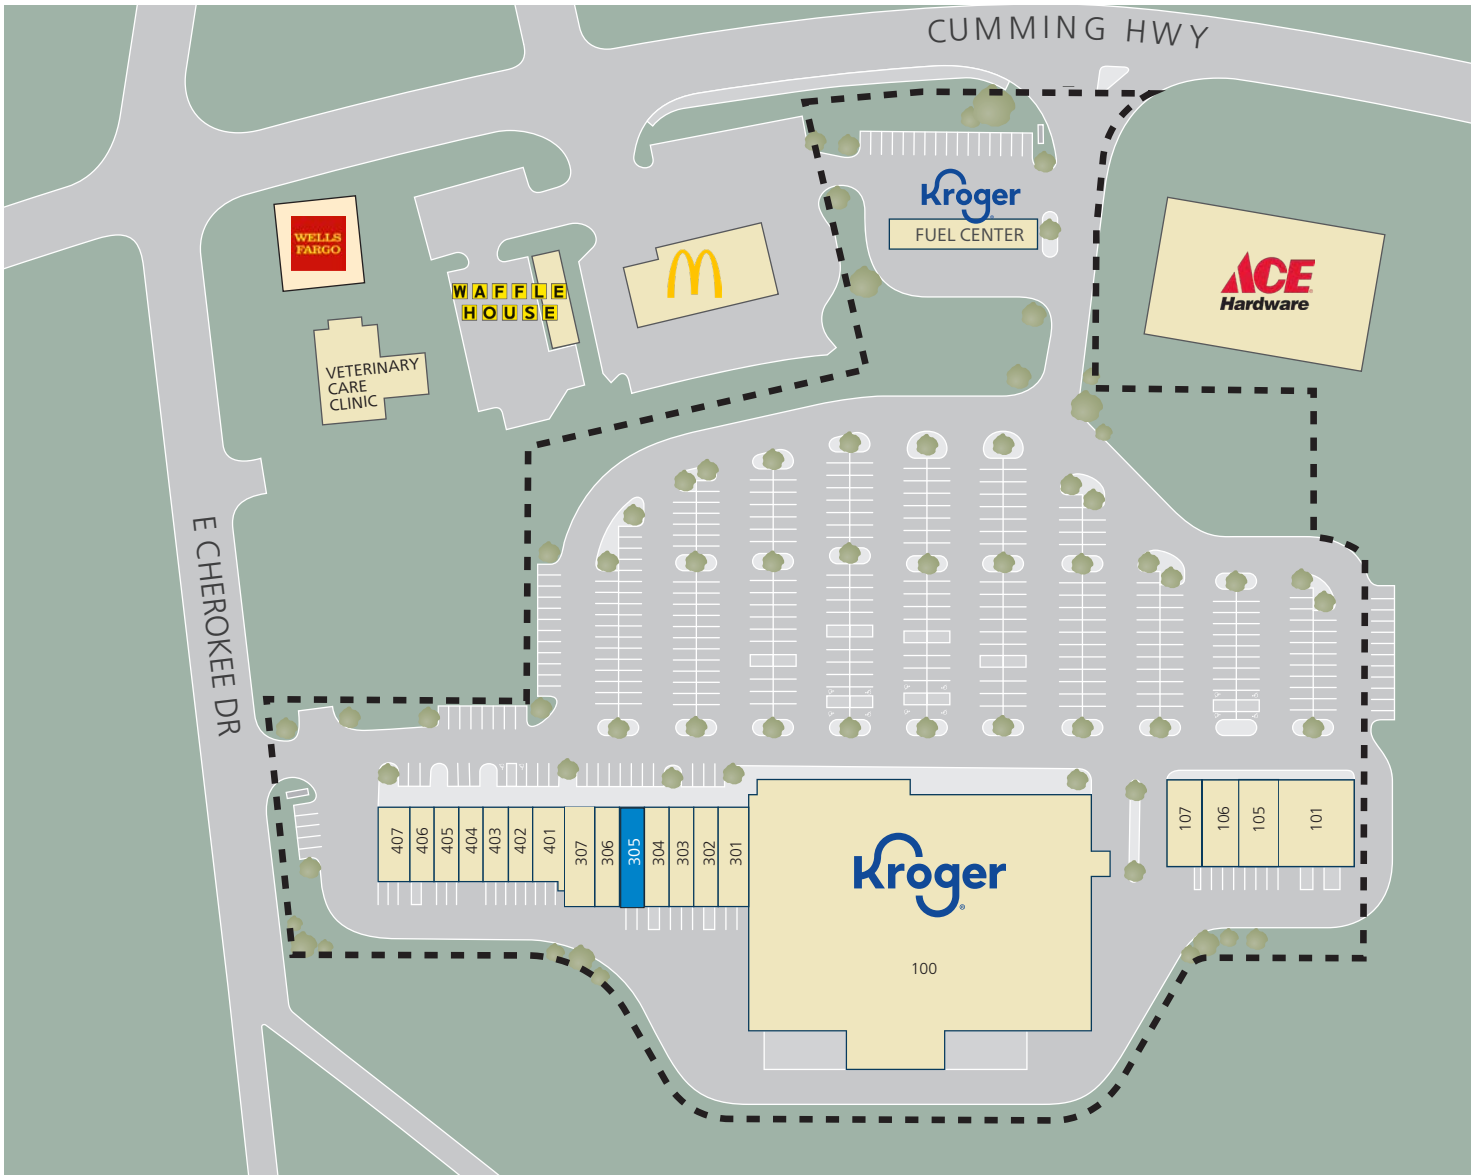 CUMMING HWY
Kroger
FUEL CENTER
WELLS
FARGO
WAFFLE
HOUSE
ACE
Hardware
VETERINARY
CARE
CLINIC
E CHEROKEE DR
407
406
405
404
403
402
401
307
306
305
304
303
302
301
Kroger
100
107
106
105
101